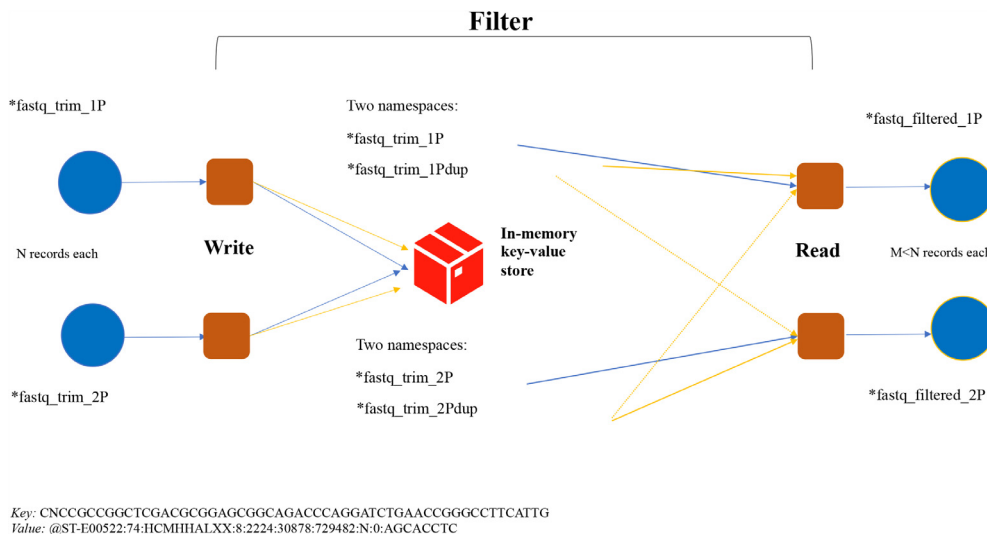 Filter
*fastq_trim_1P
Two namespaces:
*fastq_trim_1P
*fastq_trim_1Pdup
*fastq_filtered_1P
N records each
Write
In-memory
key-value
store
Read
M<N records each
*fastq_trim_2P
Two namespaces:
*fastq_trim_2P
*fastq_trim_2Pdup
*fastq_filtered_2P
Key: CNCCGCCGGCTCGACGCGGAGCGGCAGACCCAGGATCTGAACCGGGCCTTCATTG
Value: @ST-E00522:74:HCMHHALXX:8:2224:30878:729482:N:0:AGCACCTC